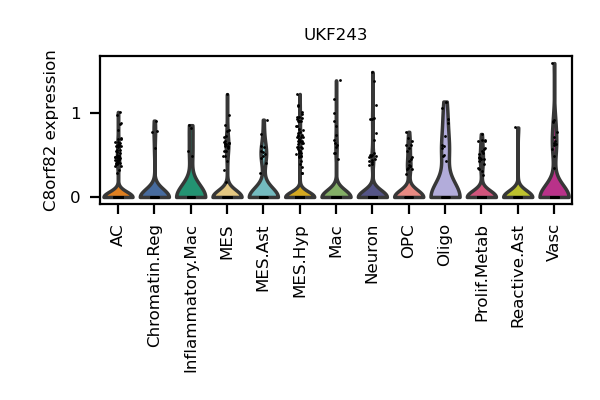 UKF243
C8orf82 expression
1
0
AC
Chromatin.Reg
Inflammatory.Mac
MES
MES.Ast
MES.Hyp
Mac
Neuron
OPC
Oligo
Prolif.Metab
Reactive.Ast
Vasc